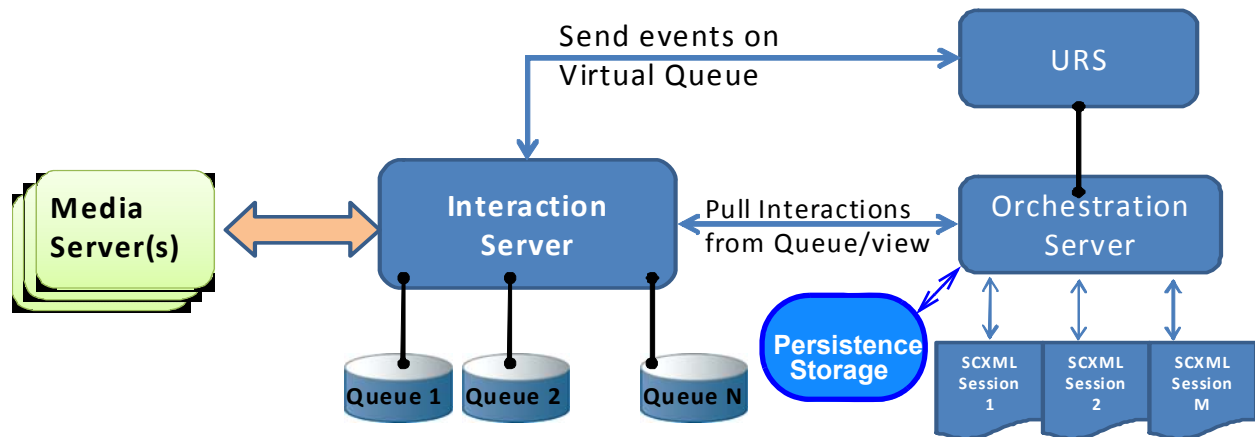 Send events on
Virtual Queue
URS
Media
Server(s)
Interaction
Server
Pull Interactions
from Queue/view
Orchestration
Server
Persistence
Storage
Queue 1
Queue 2
Queue N
SCXML
Session
1
SCXML
Session
2
SCXML
Session
M